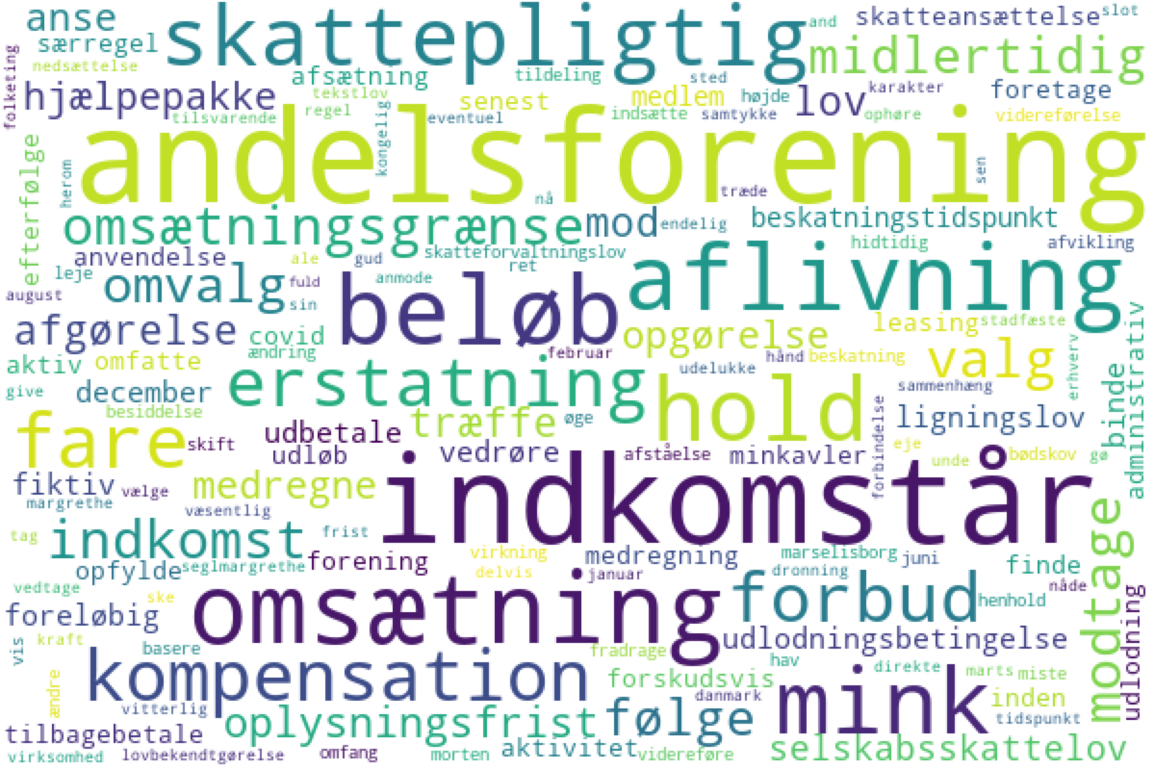 anse
skattepligtig
and
skatteansættelse
slot
særregel
midlertidig
folketing
nedsættelse
afsætning
tildeling
sted
hjælpepakke
tekstlov
senest
medlem
højde
lov
karakter
foretage
tilsvarende
regel
kongelig
eventuel
indsætte
samtykke
ophøre
videreførelse
andelsforening
efterfølge
herom
sen
træde
nå
omsætningsgrænse
mod
endelig
beskatningstidspunkt
anvendelse
ale
gud
skatteforvaltningslov
hidtidig
afvikling
leje
omvalg
fuld
anmode
ret
aflivning
august
sin
beløb
afgørelse
covid
opgørelse
leasing
stadfæste
administrativ
aktiv
omfatte
ændring
februar
udelukke
hånd
beskatning
valg
erhverv
give
december
erstatning
hold
sammenhæng
binde
besiddelse
træffe
øge
forbindelse
ligningslov
fare
skift
udbetale
udløb
vedrøre
afståelse
minkavler
eje
unde
bødskov
gø
fiktiv
vælge
medregne
indkomstår
margrethe
væsentlig
tag
indkomst
frist
forening
virkning
medregning
marselisborg
juni
finde
modtage
opfylde
seglmargrethe
delvis
januar
dronning
nåde
vedtage
ske
omsætning
forbud
henhold
udlodning
foreløbig
vis
kraft
basere
fradrage
udlodningsbetingelse
hav
ændre
kompensation
forskudsvis
direkte
marts
miste
vitterlig
danmark
mink
inden
tilbagebetale
oplysningsfrist
følge
tidspunkt
virksomhed
lovbekendtgørelse
omfang
morten
aktivitet
videreføre
selskabsskattelov